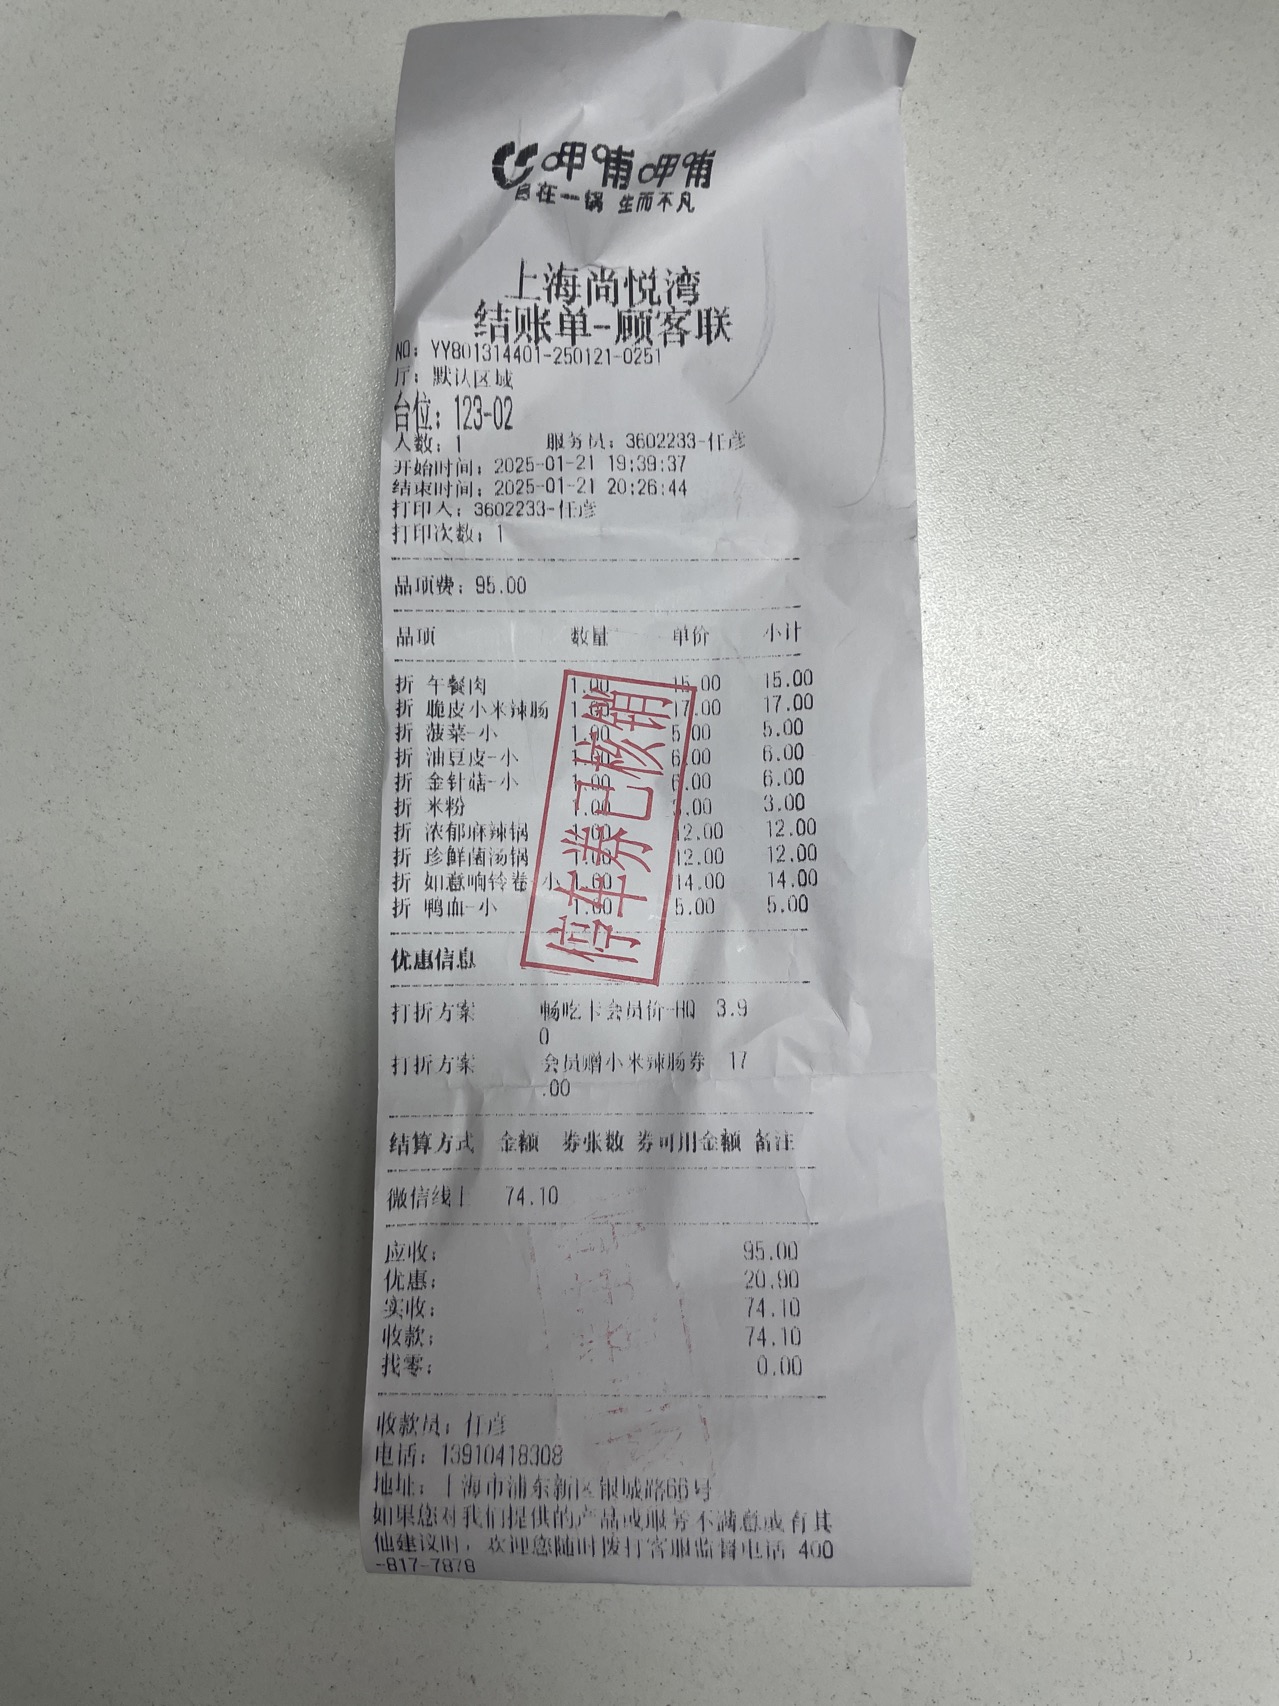 呷哺呷哺
自在一锅 生而不凡
上海尚悦湾
结账单-顾客联
NO: YY801314401-250121-0251
厅: 默认区域
台位: 123-02
人数: 1 服务员: 3602233-任彦
开始时间: 2025-01-21 19:39:37
结束时间: 2025-01-21 20:26:44
打印人: 3602233-任彦
打印次数: 1
品项费: 95.00
品项 数量 单价 小计
折 午餐肉 1.00 15.00 15.00
折 脆皮小米辣肠 1.00 17.00 17.00
折 菠菜-小 1.00 5.00 5.00
折 油豆皮-小 1.00 6.00 6.00
折 金针菇-小 1.00 6.00 6.00
折 米粉 1.00 3.00 3.00
折 浓郁麻辣锅 1.00 12.00 12.00
折 珍鲜菌汤锅 1.00 12.00 12.00
折 如意响铃卷-小 1.00 14.00 14.00
折 鸭血-小 1.00 5.00 5.00
停车券已核销
优惠信息
打折方案 畅吃卡会员价-HQ 3.9
0
打折方案 会员赠小米辣肠券 17
.00
结算方式 金额 券张数 券可用金额 备注
微信线上 74.10
应收: 95.00
优惠: 20.90
实收: 74.10
收款: 74.10
找零: 0.00
收款员: 任彦
电话: 13910418308
地址: 上海市浦东新区银城路66号
如果您对我们提供的产品或服务不满意或有其
他建议时, 欢迎您随时拨打客服监督电话 400
-817-7878